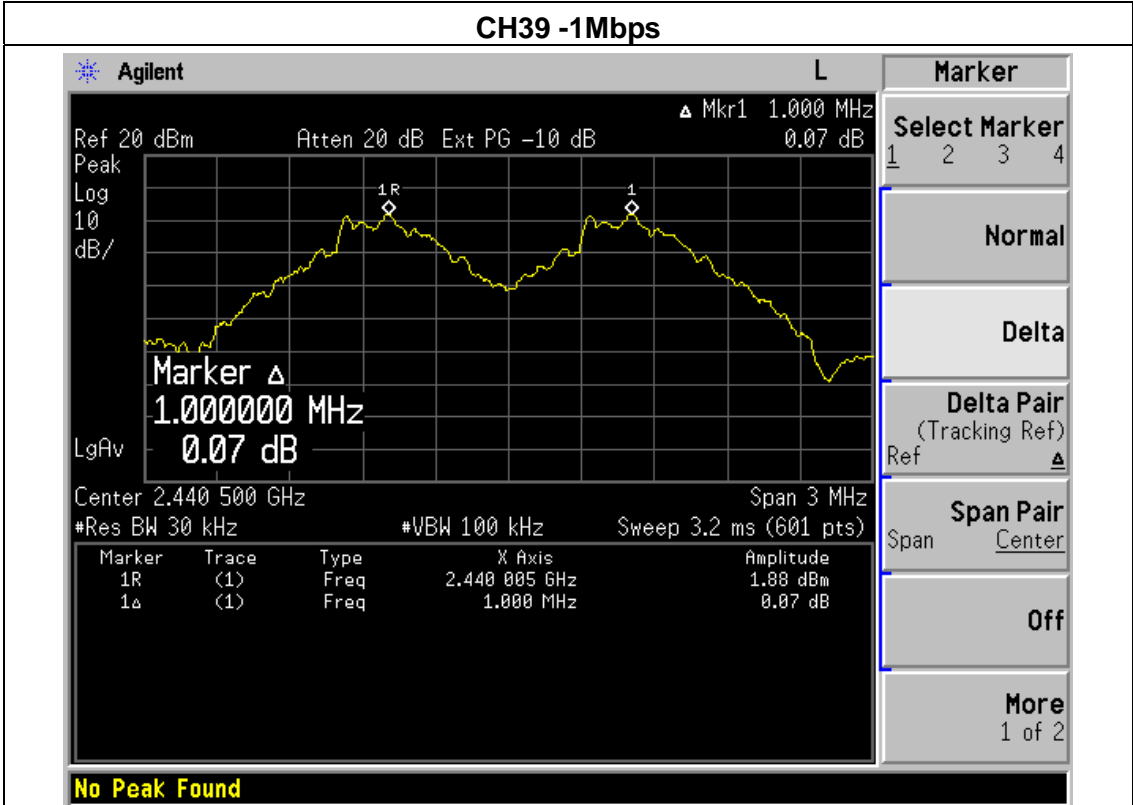 CH39 -1Mbps
Agilent L Marker
Δ Mkr1 1.000 MHz
Ref 20 dBm Atten 20 dB Ext PG -10 dB 0.07 dB
Peak
Log
10
dB/
1R
1
Marker Δ
1.000000 MHz
0.07 dB
LgAv
Center 2.440 500 GHz Span 3 MHz
#Res BW 30 kHz #VBW 100 kHz Sweep 3.2 ms (601 pts)
Marker Trace Type X Axis Amplitude
1R (1) Freq 2.440 005 GHz 1.88 dBm
1Δ (1) Freq 1.000 MHz 0.07 dB
Select Marker
1 2 3 4
Normal
Delta
Delta Pair
(Tracking Ref)
Ref Δ
Span Pair
Span Center
Off
More
1 of 2
No Peak Found